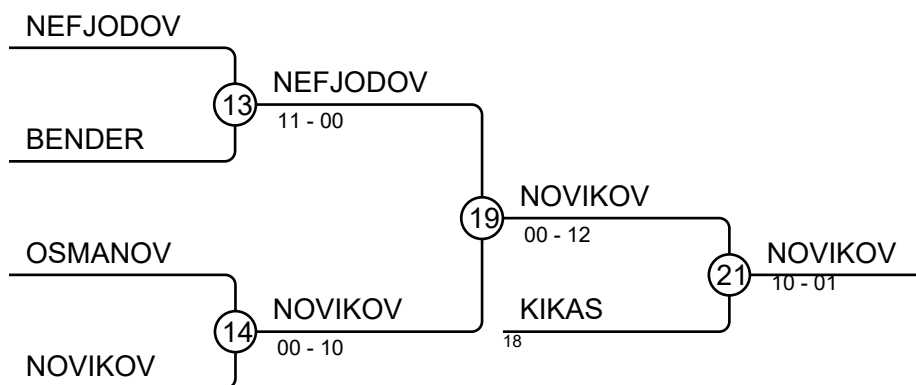 NEFJODOV
13
NEFJODOV
11 - 00
BENDER
19
NOVIKOV
00 - 12
OSMANOV
21
NOVIKOV
10 - 01
14
NOVIKOV
00 - 10
KIKAS
18
NOVIKOV